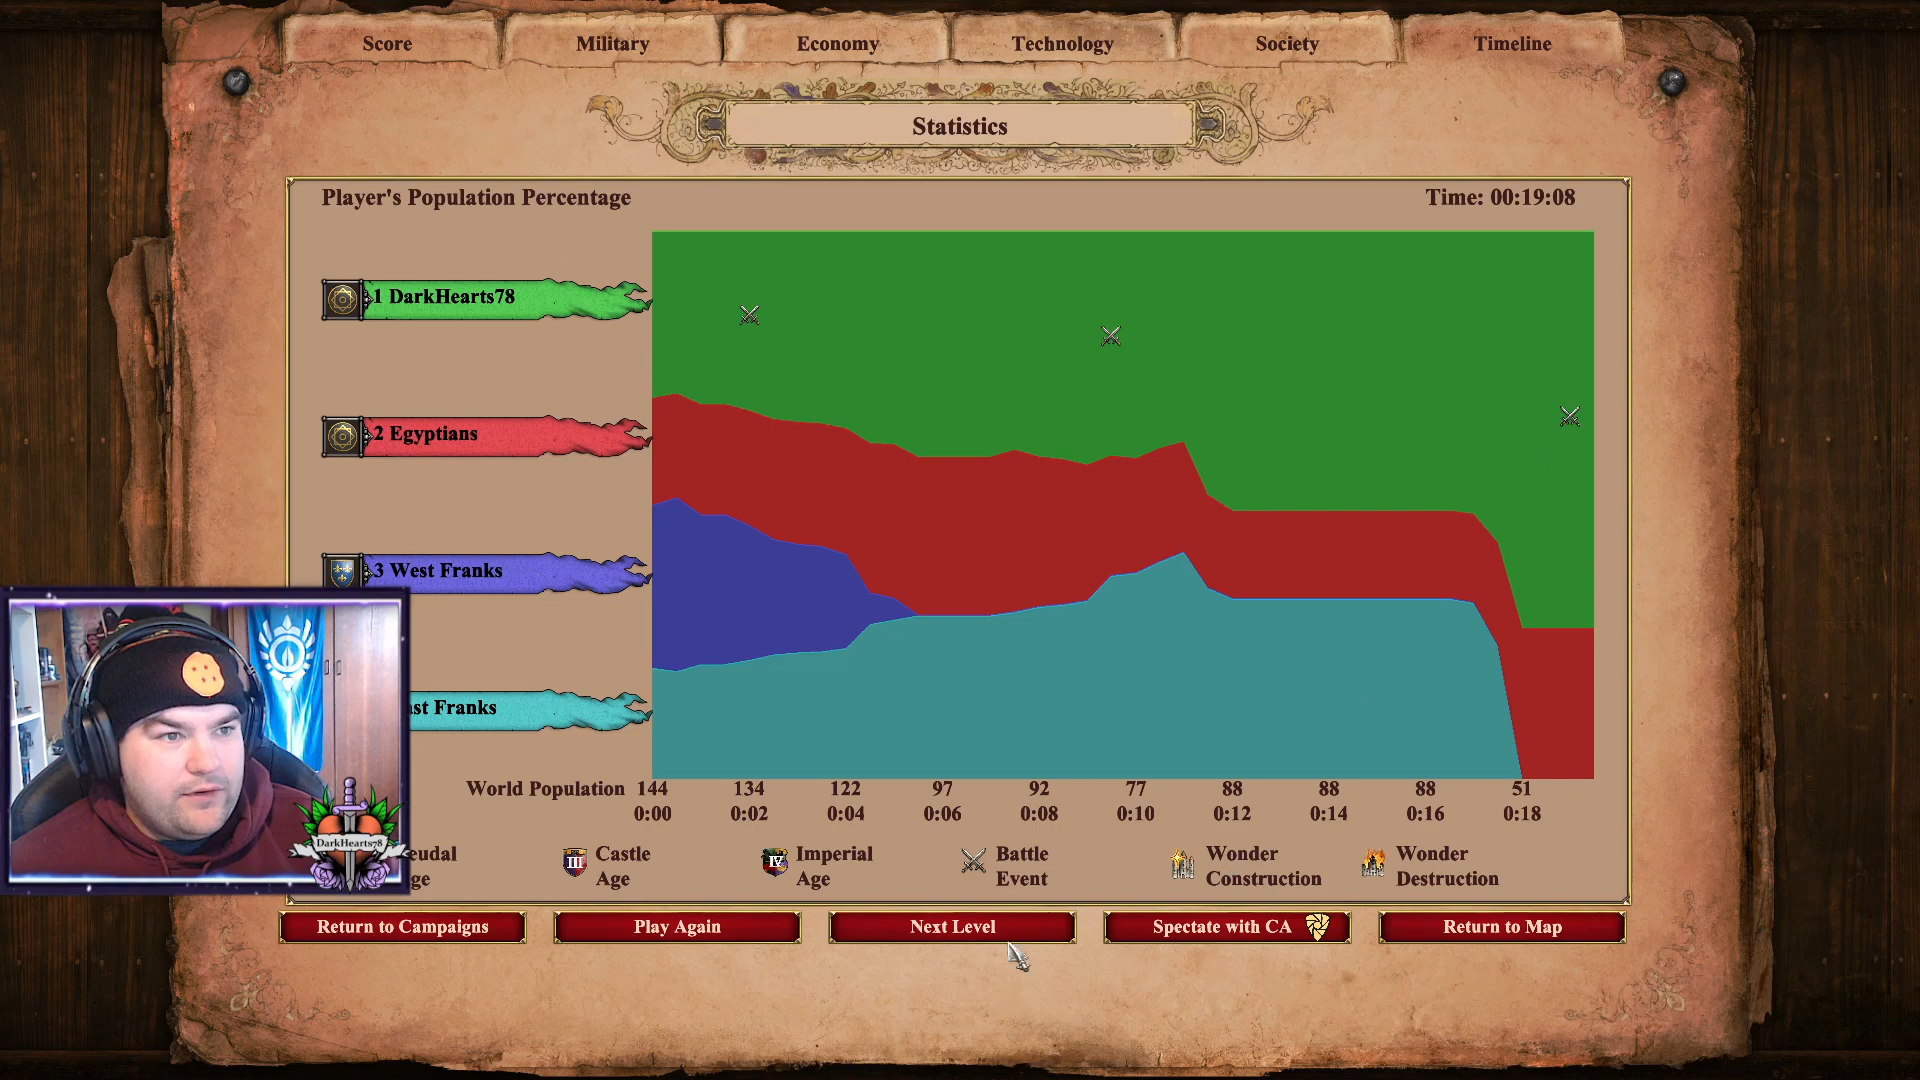 Score
Military
Economy
Technology
Society
Timeline
Statistics
Player's Population Percentage
Time: 00:19:08
1 DarkHearts78
2 Egyptians
3 West Franks
ast Franks
World Population
144
134
122
97
92
77
88
88
88
51
0:00
0:02
0:04
0:06
0:08
0:10
0:12
0:14
0:16
0:18
DarkHearts78
eudal
ge
III
Castle
Age
IV
Imperial
Age
Battle
Event
Wonder
Construction
Wonder
Destruction
Return to Campaigns
Play Again
Next Level
Spectate with CA
Return to Map